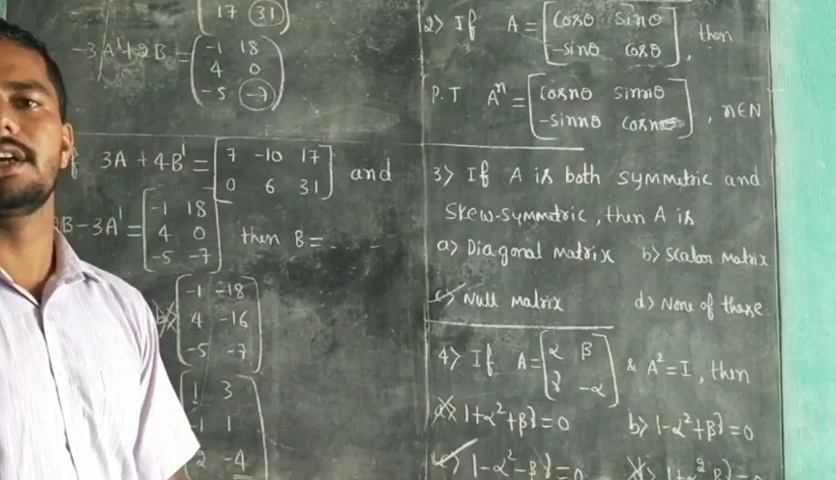 17 31
-3A'+2B = [-1 18
4 0
-5 -7]
3A + 4B' = [7 -10 17
0 6 31] and
B-3A' = [-1 18
4 0
-5 -7] then B= - - - -
[-1 -18
4 -16
-5 -7]
[1 3
-1 1
2 -4]
2> If A = [cosθ sinθ
-sinθ cosθ], then
P.T Aⁿ = [cosnθ sinnθ
-sinnθ cosnθ], n∈N
3> If A is both symmetric and
skew-symmetric, then A is
a) Diagonal matrix b) Scalar matrix
c) Null matrix d) None of these.
4> If A = [α β
γ -α] & A² = I, then
a) 1+α²+βγ=0 b) 1-α²+βγ=0
c) 1-α²-βγ=0